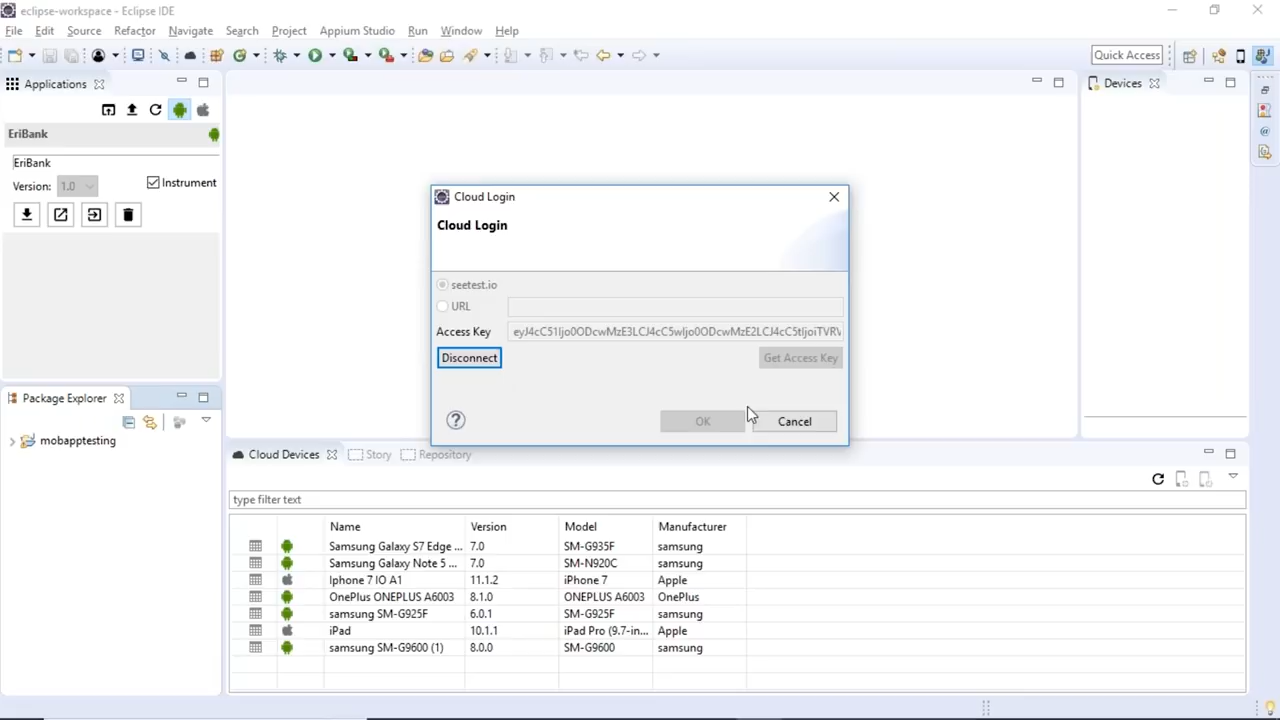 eclipse-workspace - Eclipse IDE
File Edit Source Refactor Navigate Search Project Appium Studio Run Window Help
Quick Access
Applications
Devices
EriBank
EriBank
Version: 1.0
Instrument
Cloud Login
Cloud Login
seetest.io
URL
Access Key eyJ4cC51Ijo0ODcwMzE3LCJ4cC5wIjo0ODcwMzE2LCJ4cC5tIjoiTVRV
Disconnect Get Access Key
OK Cancel
Package Explorer
mobapptesting
Cloud Devices Story Repository
type filter text
Name Version Model Manufacturer
Samsung Galaxy S7 Edge ... 7.0 SM-G935F samsung
Samsung Galaxy Note 5 ... 7.0 SM-N920C samsung
Iphone 7 IO A1 11.1.2 iPhone 7 Apple
OnePlus ONEPLUS A6003 8.1.0 ONEPLUS A6003 OnePlus
samsung SM-G925F 6.0.1 SM-G925F samsung
iPad 10.1.1 iPad Pro (9.7-in... Apple
samsung SM-G9600 (1) 8.0.0 SM-G9600 samsung